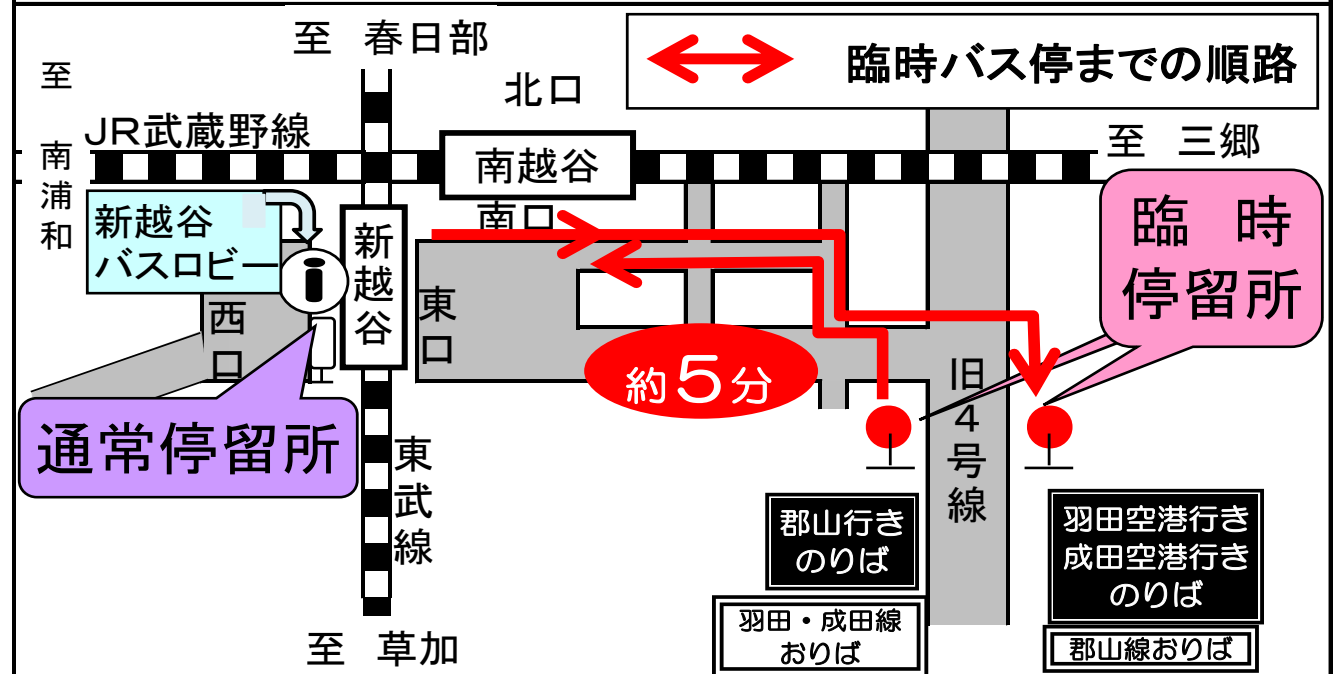 至 春日部
臨時バス停までの順路
至
南浦和
北口
JR武蔵野線
南越谷
至 三郷
新越谷
バスロビー
南口
臨 時
停留所
新越谷
西口
東口
約5分
旧4号線
通常停留所
東武線
郡山行き
のりば
羽田空港行き
成田空港行き
のりば
羽田・成田線
おりば
郡山線おりば
至 草加